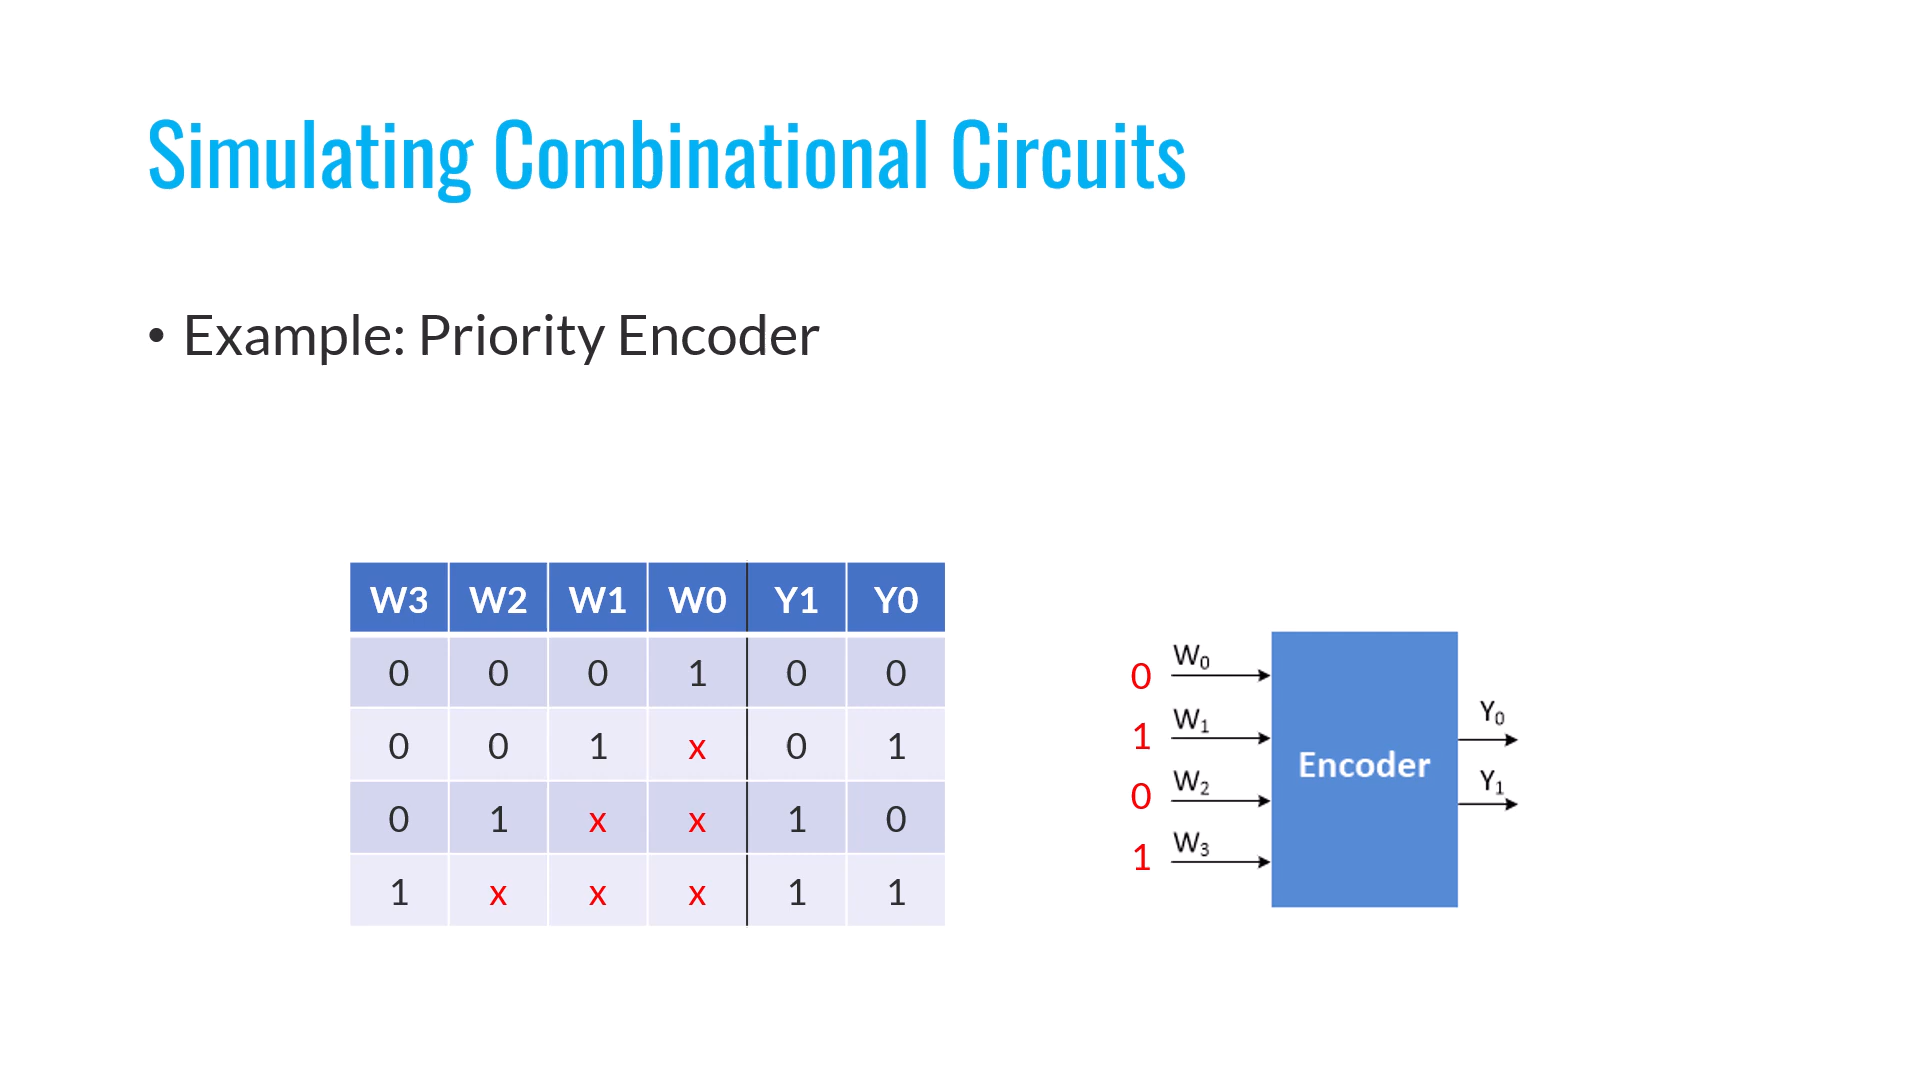 Simulating Combinational Circuits
• Example: Priority Encoder
W3 W2 W1 W0 Y1 Y0
0 0 0 1 0 0
0 0 1 x 0 1
0 1 x x 1 0
1 x x x 1 1
0 W₀
1 W₁
0 W₂
1 W₃
Encoder
Y₀
Y₁